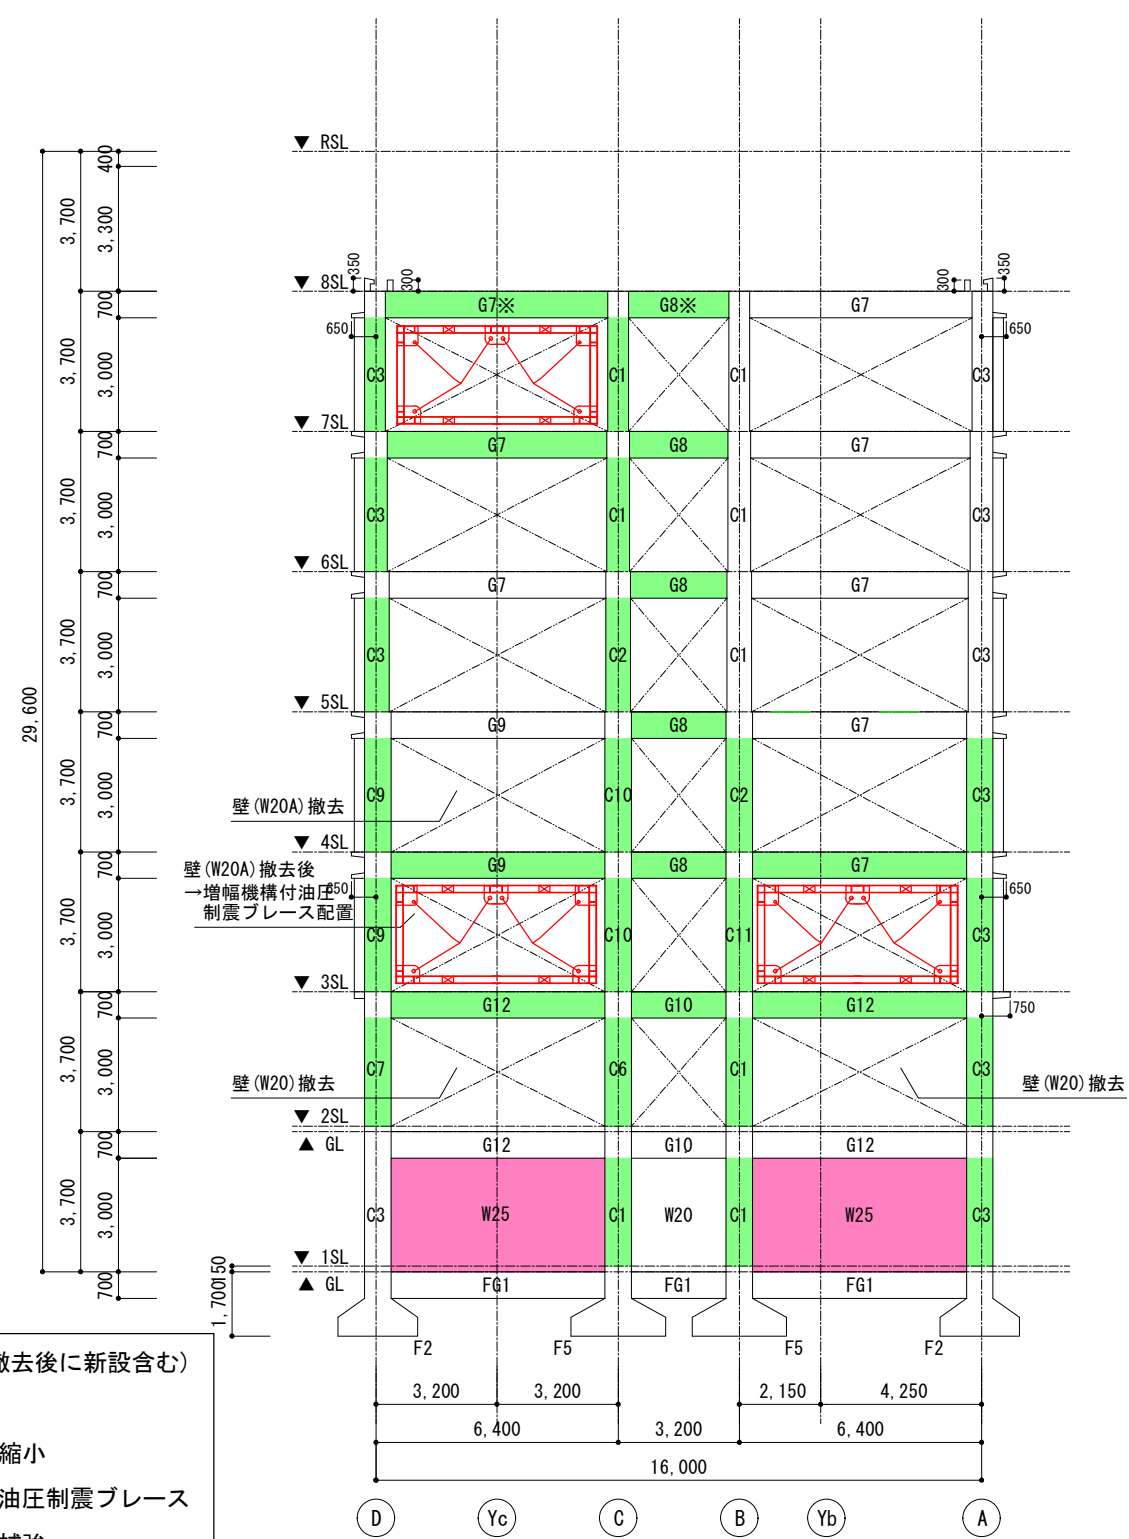 ▼ RSL
400
3,700
3,300
350
300
▼ 8SL
300
350
700
G7※
G8※
G7
650
650
3,700
3,000
C3
C1
C1
C3
▼ 7SL
700
G7
G8
G7
3,700
3,000
C3
C1
C1
C3
▼ 6SL
700
G7
G8
G7
3,700
3,000
C3
C2
C1
C3
29,600
▼ 5SL
700
G9
G8
G7
3,700
3,000
C9
C10
C2
C3
壁(W20A)撤去
▼ 4SL
700
G9
G8
G7
壁(W20A)撤去後
→増幅機構付油圧
制震ブレース配置
650
650
3,700
3,000
C9
C10
C11
C3
▼ 3SL
700
G12
G10
G12
750
3,700
3,000
C7
C6
C1
C3
壁(W20)撤去
壁(W20)撤去
▼ 2SL
▲ GL
700
G12
G10
G12
3,700
3,000
C3
W25
C1
W20
C1
W25
C3
▼ 1SL
150
▲ GL
700
1,700
FG1
FG1
FG1
F2
F5
F5
F2
撤去後に新設含む)
縮小
油圧制震ブレース
補強
3,200
3,200
2,150
4,250
6,400
3,200
6,400
16,000
D
Yc
C
B
Yb
A